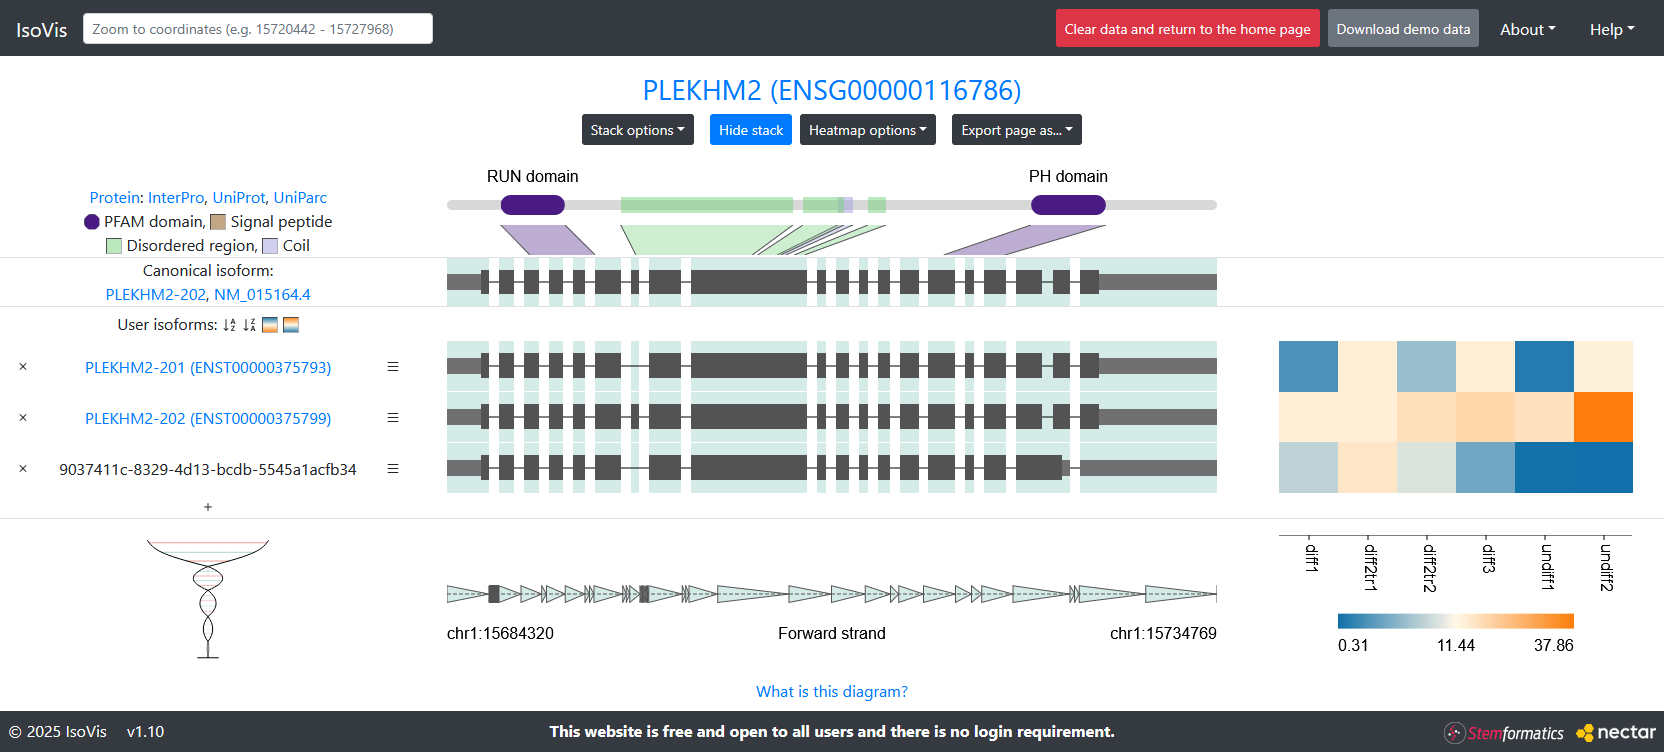 IsoVis
Zoom to coordinates (e.g. 15720442 - 15727968)
Clear data and return to the home page
Download demo data
About
Help
PLEKHM2 (ENSG00000116786)
Stack options
Hide stack
Heatmap options
Export page as...
RUN domain
PH domain
Protein: InterPro, UniProt, UniParc
PFAM domain, Signal peptide
Disordered region, Coil
Canonical isoform:
PLEKHM2-202, NM_015164.4
User isoforms:
PLEKHM2-201 (ENST00000375793)
PLEKHM2-202 (ENST00000375799)
9037411c-8329-4d13-bcdb-5545a1acfb34
diff1
diff2tr1
diff2tr2
diff3
undiff1
undiff2
chr1:15684320
Forward strand
chr1:15734769
0.31
11.44
37.86
What is this diagram?
© 2025 IsoVis
v1.10
This website is free and open to all users and there is no login requirement.
Stemformatics
nectar